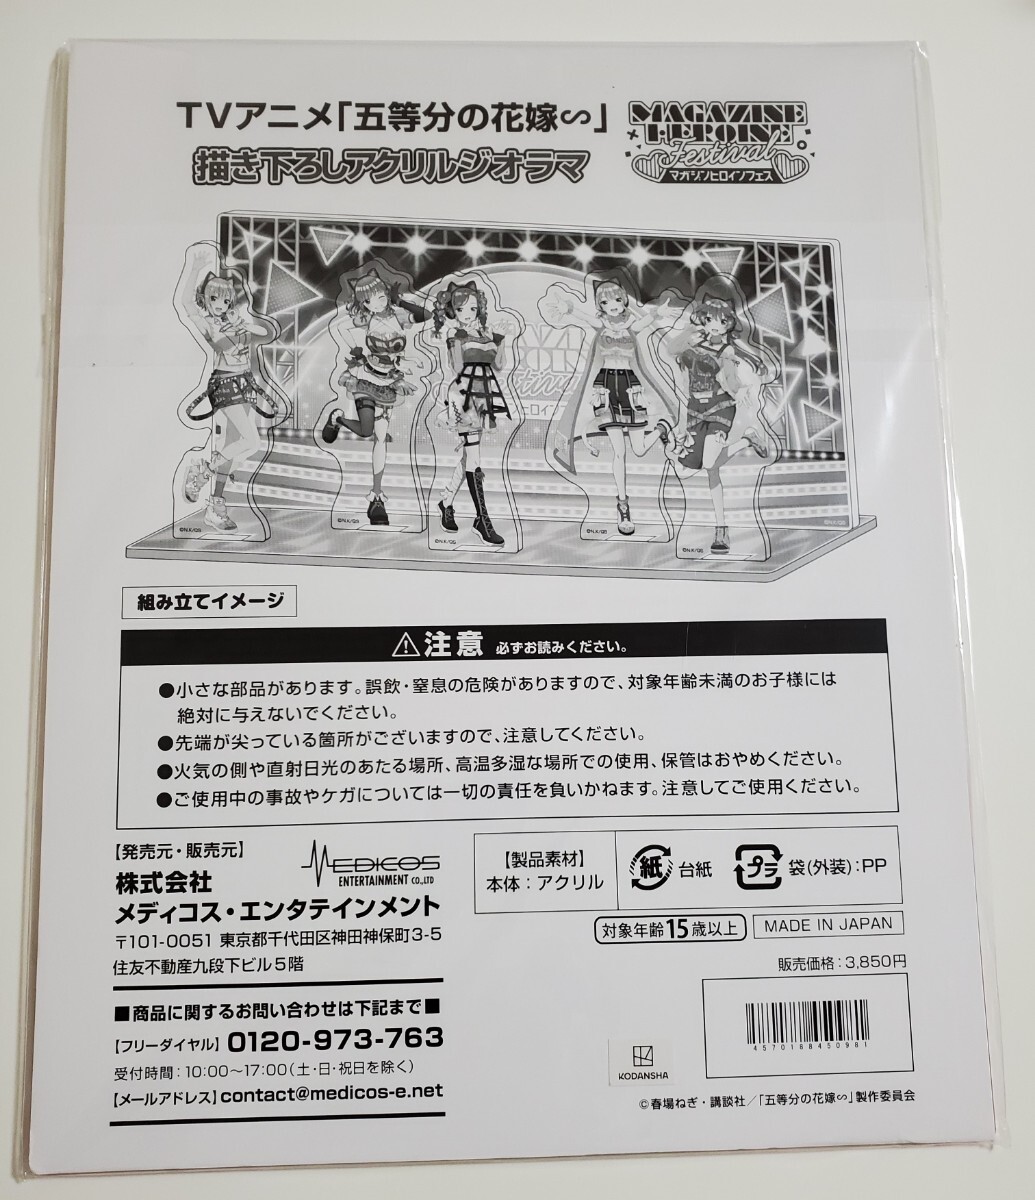 TVアニメ「五等分の花嫁∽」
描き下ろしアクリルジオラマ
MAGAZINE
HEROINE
Festival
マガジンヒロインフェス
©N.K/QS
©N.K/QS
©N.K/QS
©N.K/QS
©N.K/QS
©N.K/QS
組み立てイメージ
注意 必ずお読みください。
●小さな部品があります。誤飲・窒息の危険がありますので、対象年齢未満のお子様には
絶対に与えないでください。
●先端が尖っている箇所がございますので、注意してください。
●火気の側や直射日光のあたる場所、高温多湿な場所での使用、保管はおやめください。
●ご使用中の事故やケガについては一切の責任を負いかねます。注意してご使用ください。
【発売元・販売元】
MEDICOS
ENTERTAINMENT CO.,LTD
株式会社
メディコス・エンタテインメント
〒101-0051 東京都千代田区神田神保町3-5
住友不動産九段下ビル5階
■商品に関するお問い合わせは下記まで■
【フリーダイヤル】 0120-973-763
受付時間:10:00〜17:00(土・日・祝日を除く)
【メールアドレス】contact@medicos-e.net
【製品素材】
本体:アクリル
紙 台紙
プラ 袋(外装):PP
対象年齢15歳以上
MADE IN JAPAN
販売価格:3,850円
4570188450981
KODANSHA
©春場ねぎ・講談社/「五等分の花嫁∽」製作委員会